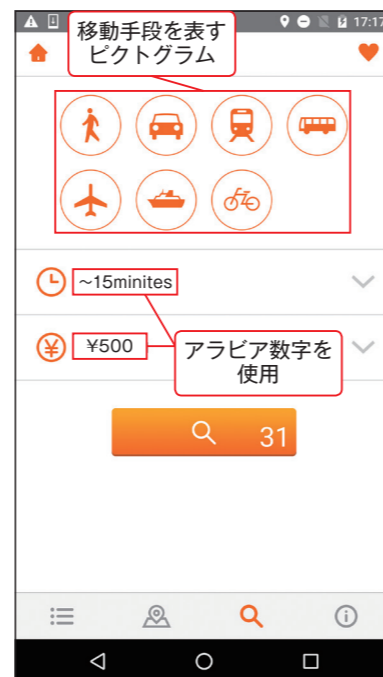 17:17
移動手段を表す
ピクトグラム
~15minites
¥500
アラビア数字を
使用
31